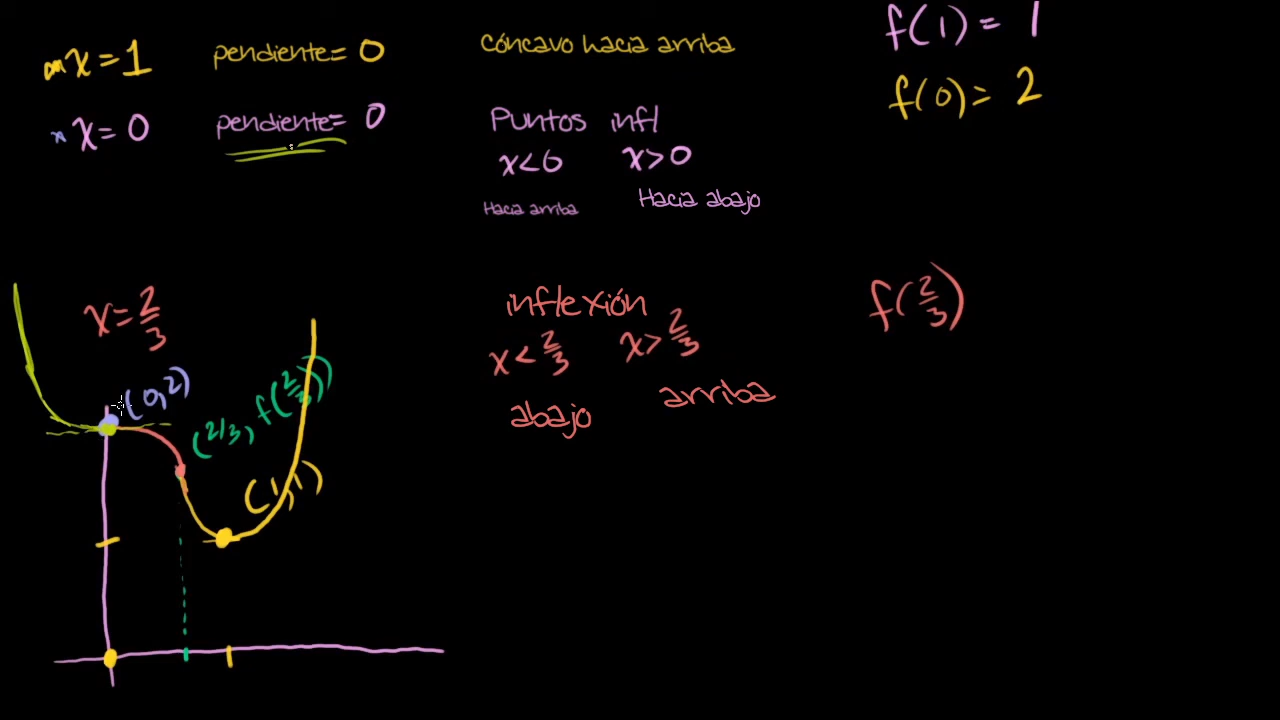 x = 1 pendiente = 0 cóncavo hacia arriba f(1) = 1
x = 0 pendiente = 0 Puntos infl f(0) = 2
x<0 x>0
Hacia arriba Hacia abajo
x = 2/3 inflexión f(2/3)
x < 2/3 x > 2/3
abajo arriba
(0,2)
(2/3, f(2/3))
(1,1)